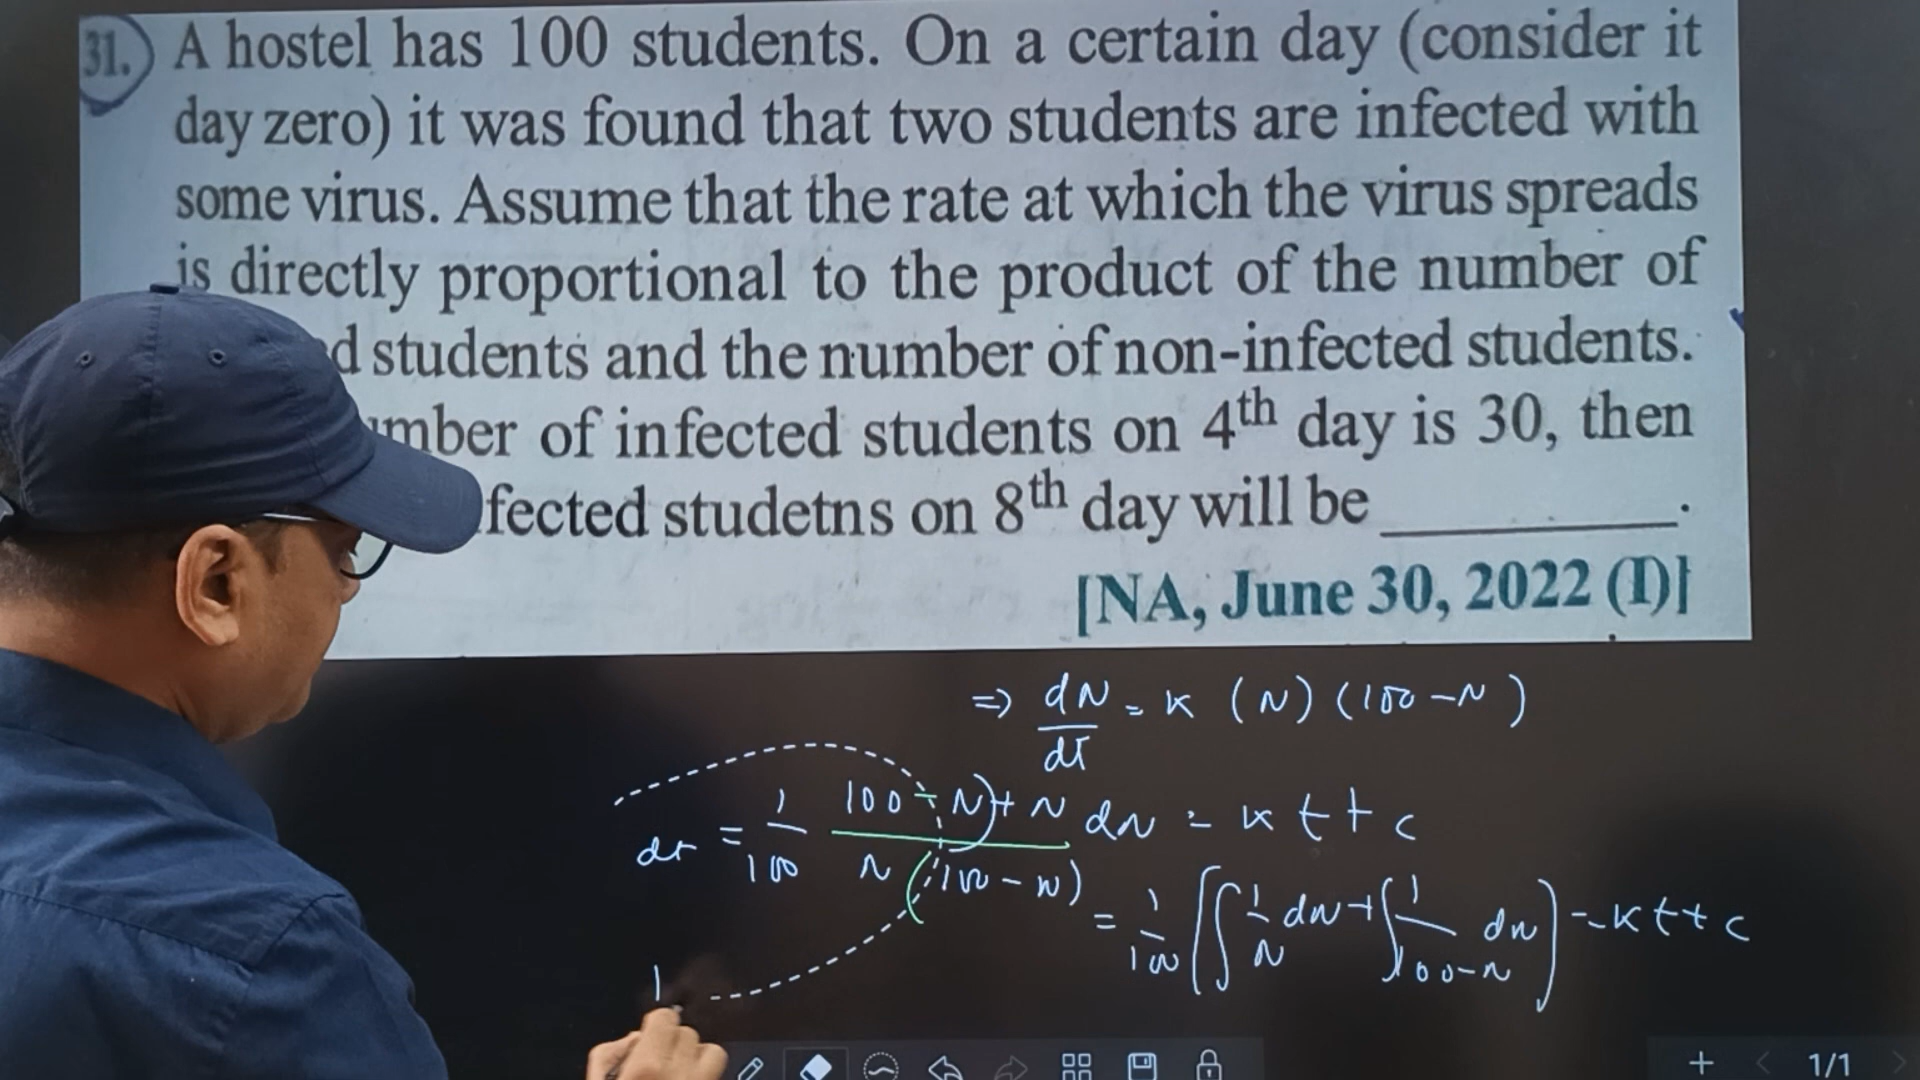 31. A hostel has 100 students. On a certain day (consider it
day zero) it was found that two students are infected with
some virus. Assume that the rate at which the virus spreads
is directly proportional to the product of the number of
d students and the number of non-infected students.
umber of infected students on 4th day is 30, then
fected studetns on 8th day will be ________.
[NA, June 30, 2022 (I)]
⇒ dN/dt = K (N) (100-N)
dt = 1/100 (100-N)+N / N(100-N) dN = Kt + c
= 1/100 (∫ 1/N dN + ∫ 1/100-N dN) = Kt + c
1
1/1